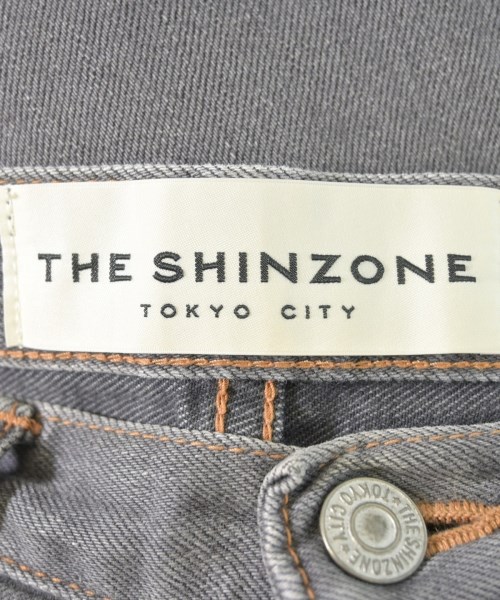 THE SHINZONE
TOKYO CITY
THE SHINZONE★TOKYO CITY★